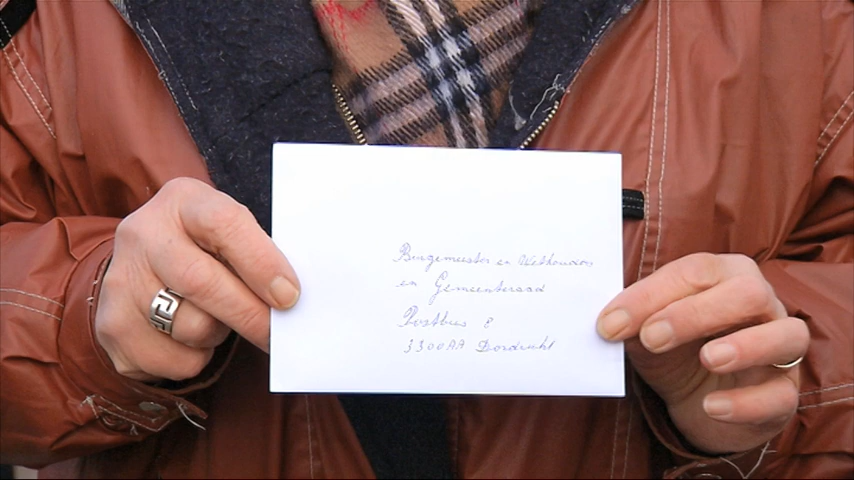 Burgemeester en Wethouders
en Gemeenteraad
Postbus 8
3300AA Dordrecht